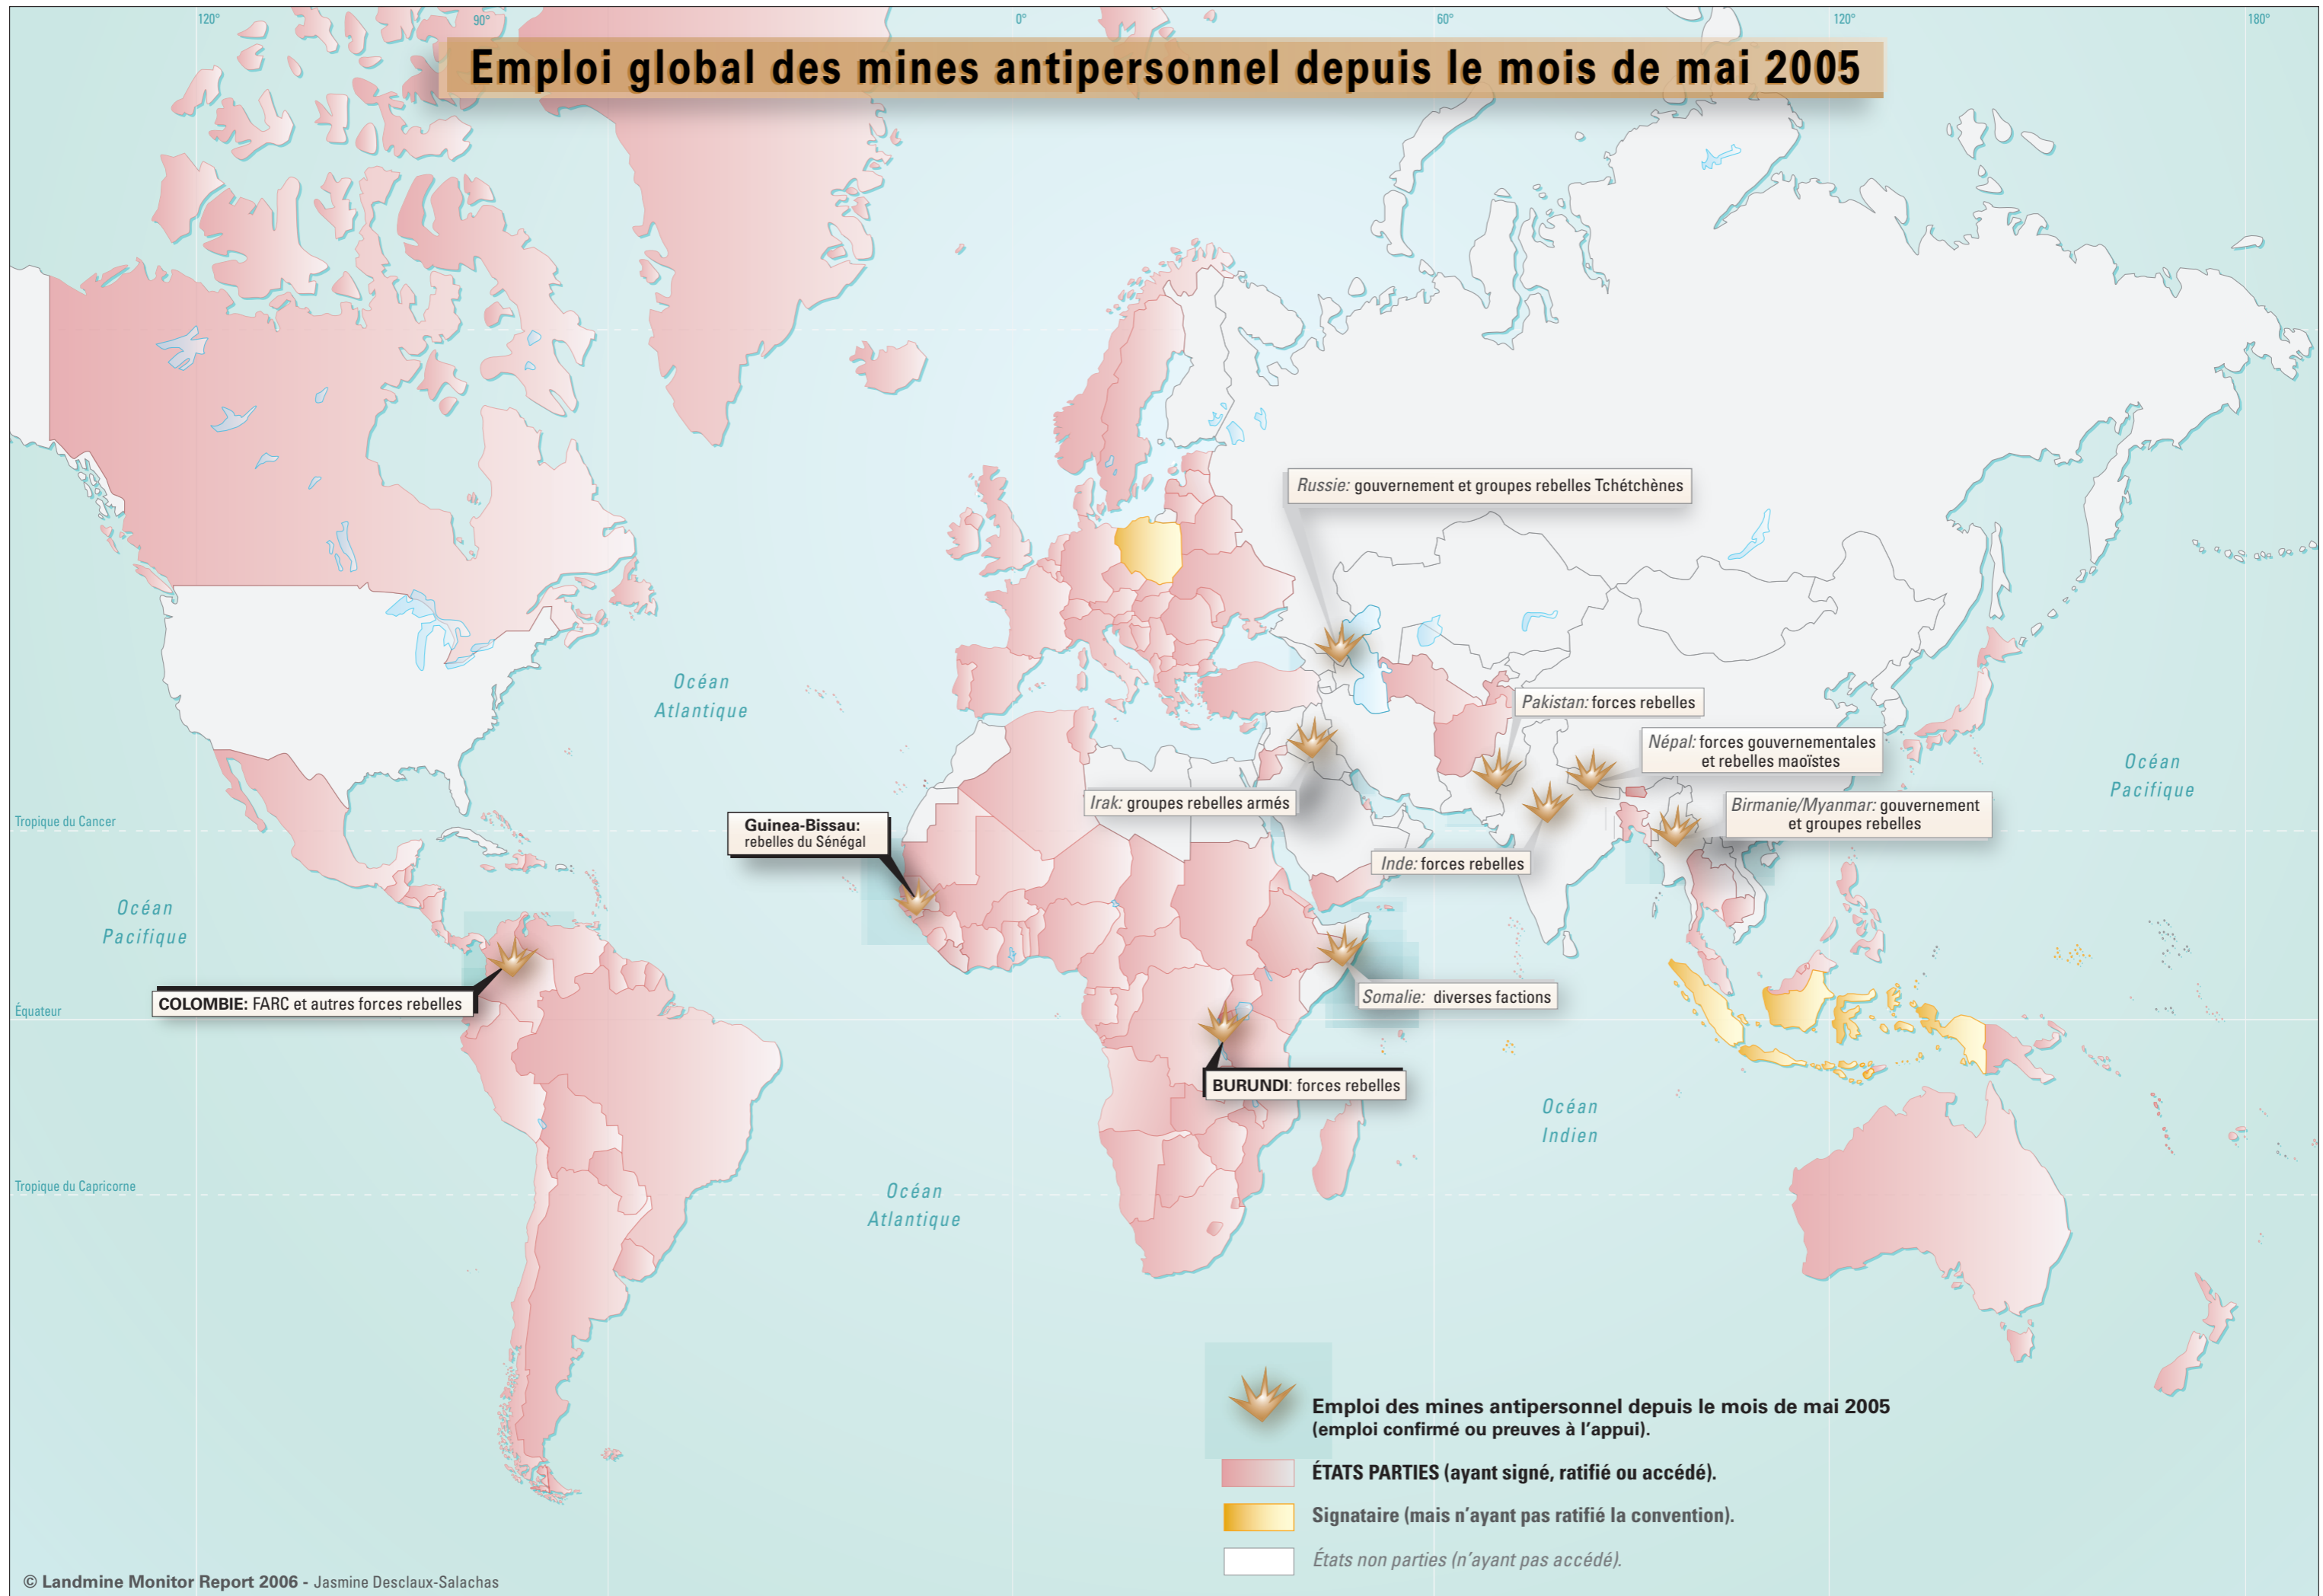 120°
90°
0°
60°
120°
180°
Emploi global des mines antipersonnel depuis le mois de mai 2005
Russie: gouvernement et groupes rebelles Tchétchènes
Océan
Atlantique
Pakistan: forces rebelles
Népal: forces gouvernementales
et rebelles maoïstes
Océan
Pacifique
Irak: groupes rebelles armés
Birmanie/Myanmar: gouvernement
et groupes rebelles
Tropique du Cancer
Guinea-Bissau:
rebelles du Sénégal
Inde: forces rebelles
Océan
Pacifique
COLOMBIE: FARC et autres forces rebelles
Somalie: diverses factions
Équateur
BURUNDI: forces rebelles
Océan
Indien
Tropique du Capricorne
Océan
Atlantique
Emploi des mines antipersonnel depuis le mois de mai 2005
(emploi confirmé ou preuves à l'appui).
ÉTATS PARTIES (ayant signé, ratifié ou accédé).
Signataire (mais n'ayant pas ratifié la convention).
États non parties (n'ayant pas accédé).
© Landmine Monitor Report 2006 - Jasmine Desclaux-Salachas